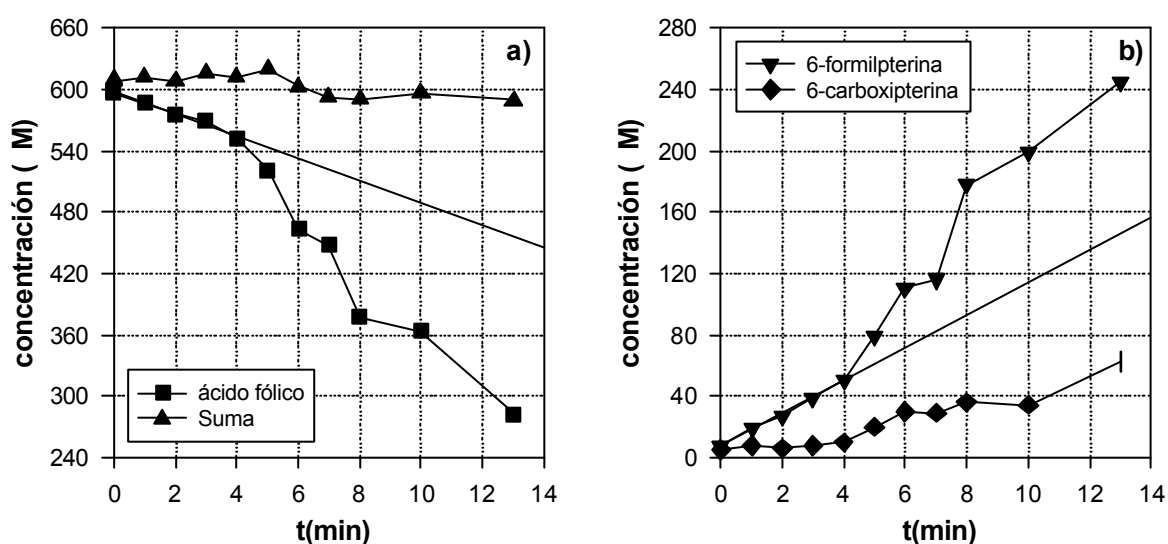 a)
concentración ( M)
660
600
540
480
420
360
300
240
ácido fólico
Suma
0 2 4 6 8 10 12 14
t(min)
b)
concentración ( M)
280
240
200
160
120
80
40
0
6-formilpterina
6-carboxipterina
0 2 4 6 8 10 12 14
t(min)